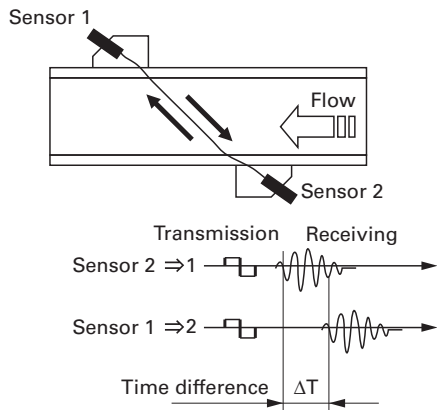 Sensor 1
Flow
Sensor 2
Transmission Receiving
Sensor 2 ⇒1
Sensor 1 ⇒2
Time difference ΔT